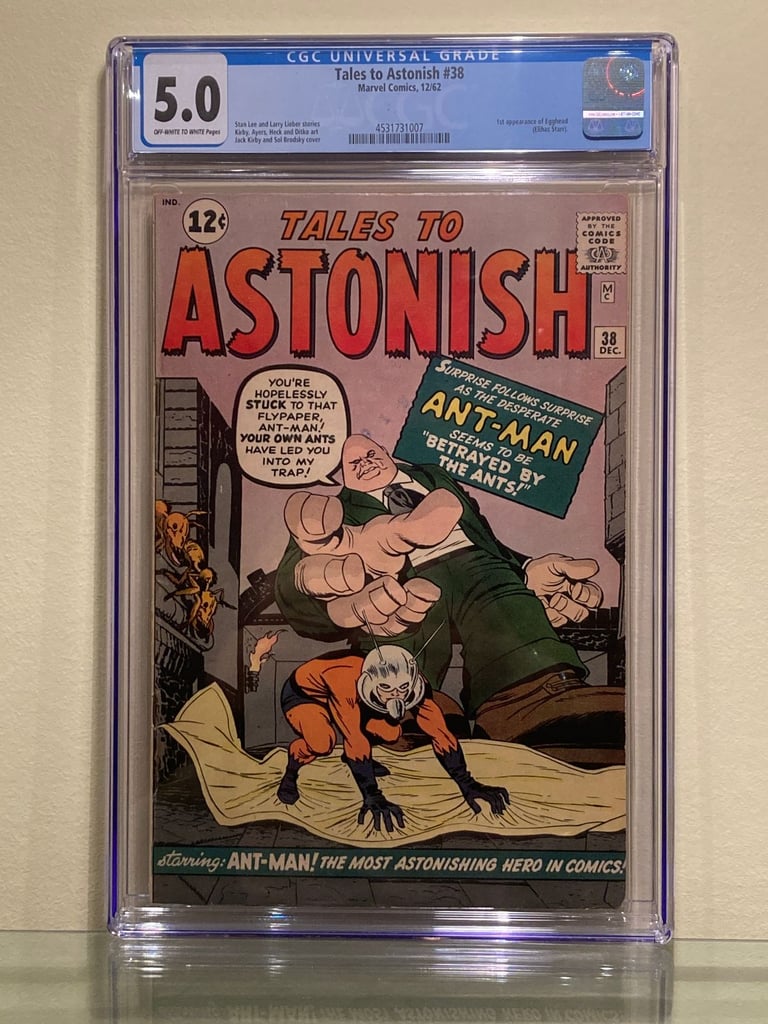 CGC UNIVERSAL GRADE
5.0
OFF-WHITE TO WHITE Pages
Tales to Astonish #38
Marvel Comics, 12/62
Stan Lee and Larry Lieber stories
Kirby, Ayers, Heck and Ditko art
Jack Kirby and Sol Brodsky cover
4531731007
1st appearance of Egghead
(Elihas Starr).
IND.
12¢
TALES TO
ASTONISH
APPROVED
BY THE
COMICS
CODE
AUTHORITY
MC
38
DEC.
YOU'RE
HOPELESSLY
STUCK TO THAT
FLYPAPER,
ANT-MAN!
YOUR OWN ANTS
HAVE LED YOU
INTO MY
TRAP!
SURPRISE FOLLOWS SURPRISE
AS THE DESPERATE
ANT-MAN
SEEMS TO BE
"BETRAYED BY
THE ANTS!"
starring: ANT-MAN! THE MOST ASTONISHING HERO IN COMICS!